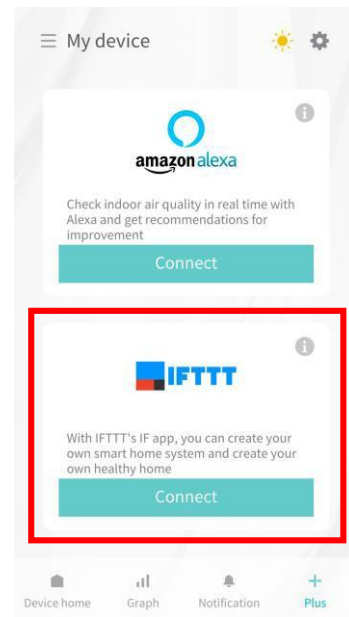 My device
amazon alexa
Check indoor air quality in real time with
Alexa and get recommendations for
improvement
Connect
IFTTT
With IFTTT's IF app, you can create your
own smart home system and create your
own healthy home
Connect
Device home Graph Notification Plus